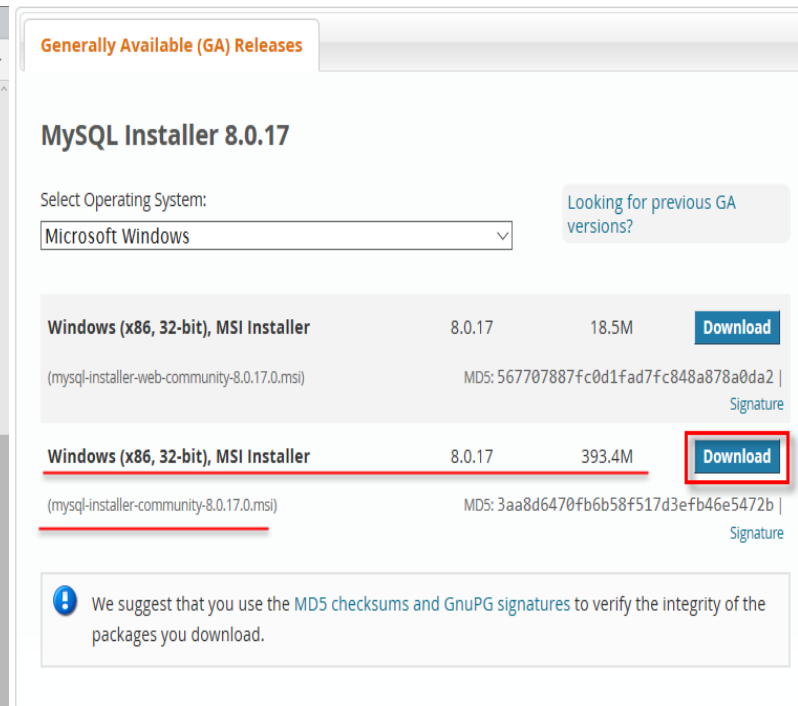 Generally Available (GA) Releases
MySQL Installer 8.0.17
Select Operating System:
Microsoft Windows
Looking for previous GA
versions?
Windows (x86, 32-bit), MSI Installer 8.0.17 18.5M Download
(mysql-installer-web-community-8.0.17.0.msi) MD5: 567707887fc0d1fad7fc848a878a0da2 |
Signature
Windows (x86, 32-bit), MSI Installer 8.0.17 393.4M Download
(mysql-installer-community-8.0.17.0.msi) MD5: 3aa8d6470fb6b58f517d3efb46e5472b |
Signature
We suggest that you use the MD5 checksums and GnuPG signatures to verify the integrity of the
packages you download.